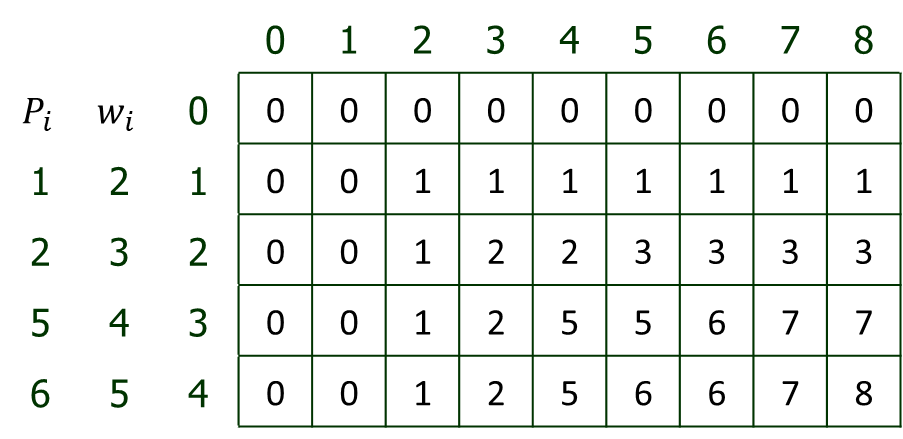 0 1 2 3 4 5 6 7 8
Pᵢ wᵢ 0 0 0 0 0 0 0 0 0 0
1 2 1 0 0 1 1 1 1 1 1 1
2 3 2 0 0 1 2 2 3 3 3 3
5 4 3 0 0 1 2 5 5 6 7 7
6 5 4 0 0 1 2 5 6 6 7 8